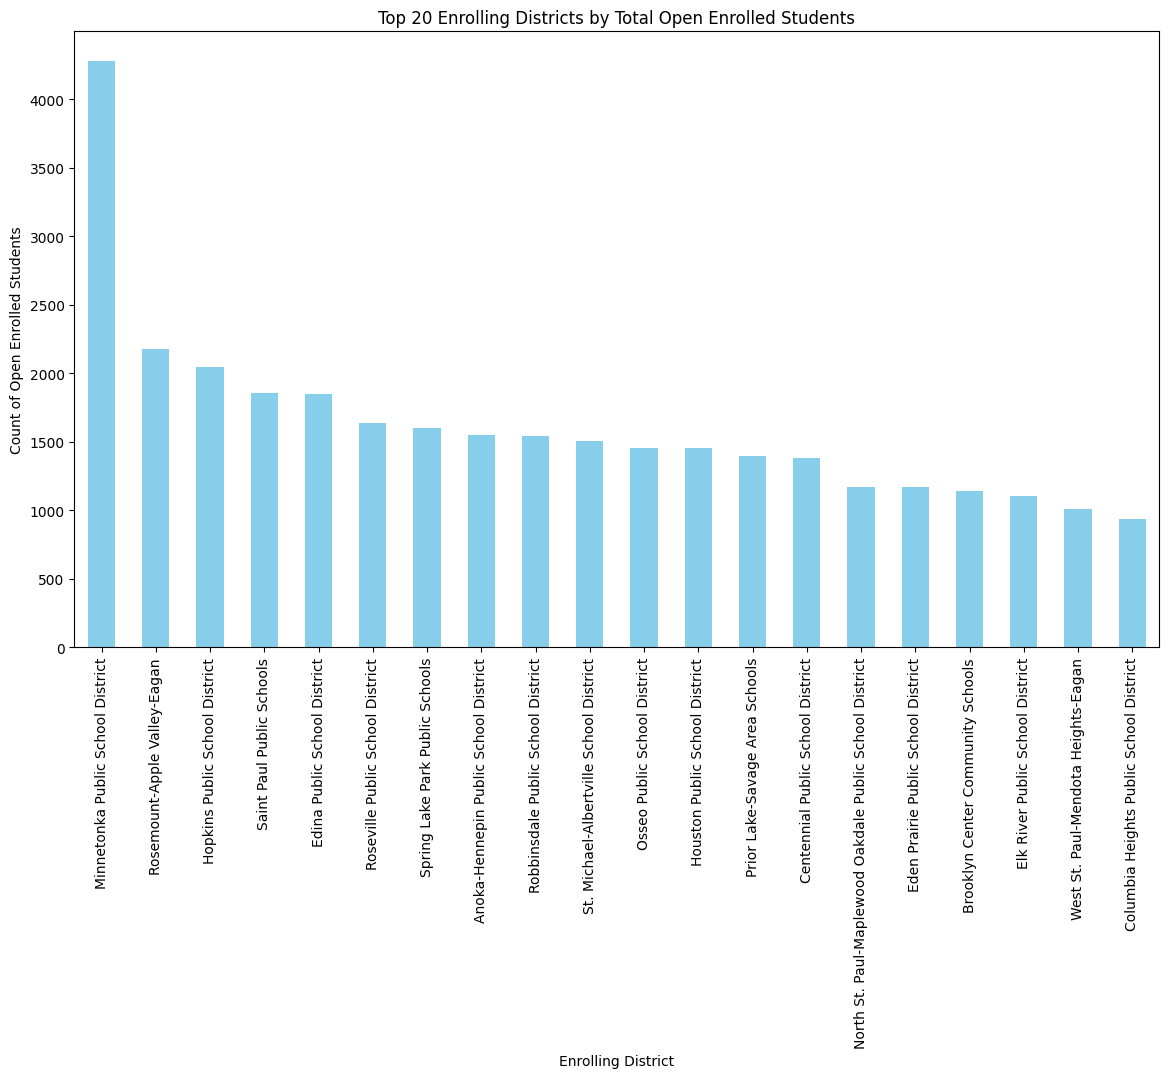 Top 20 Enrolling Districts by Total Open Enrolled Students
Count of Open Enrolled Students
4000
3500
3000
2500
2000
1500
1000
500
0
Minnetonka Public School District
Rosemount-Apple Valley-Eagan
Hopkins Public School District
Saint Paul Public Schools
Edina Public School District
Roseville Public School District
Spring Lake Park Public Schools
Anoka-Hennepin Public School District
Robbinsdale Public School District
St. Michael-Albertville School District
Osseo Public School District
Houston Public School District
Prior Lake-Savage Area Schools
Centennial Public School District
North St. Paul-Maplewood Oakdale Public School District
Eden Prairie Public School District
Brooklyn Center Community Schools
Elk River Public School District
West St. Paul-Mendota Heights-Eagan
Columbia Heights Public School District
Enrolling District